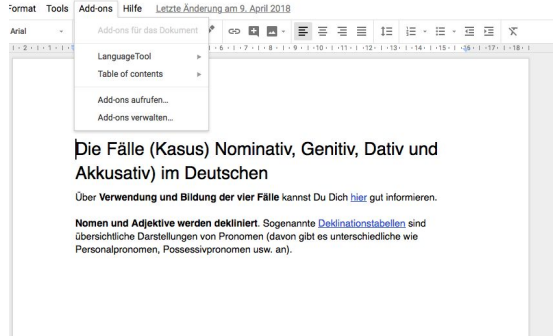 Format Tools Add-ons Hilfe Letzte Änderung am 9. April 2018
Arial
Add-ons für das Dokument
LanguageTool
Table of contents
Add-ons aufrufen...
Add-ons verwalten...
Die Fälle (Kasus) Nominativ, Genitiv, Dativ und
Akkusativ) im Deutschen
Über Verwendung und Bildung der vier Fälle kannst Du Dich hier gut informieren.
Nomen und Adjektive werden dekliniert. Sogenannte Deklinationstabellen sind
übersichtliche Darstellungen von Pronomen (davon gibt es unterschiedliche wie
Personalpronomen, Possessivpronomen usw. an).